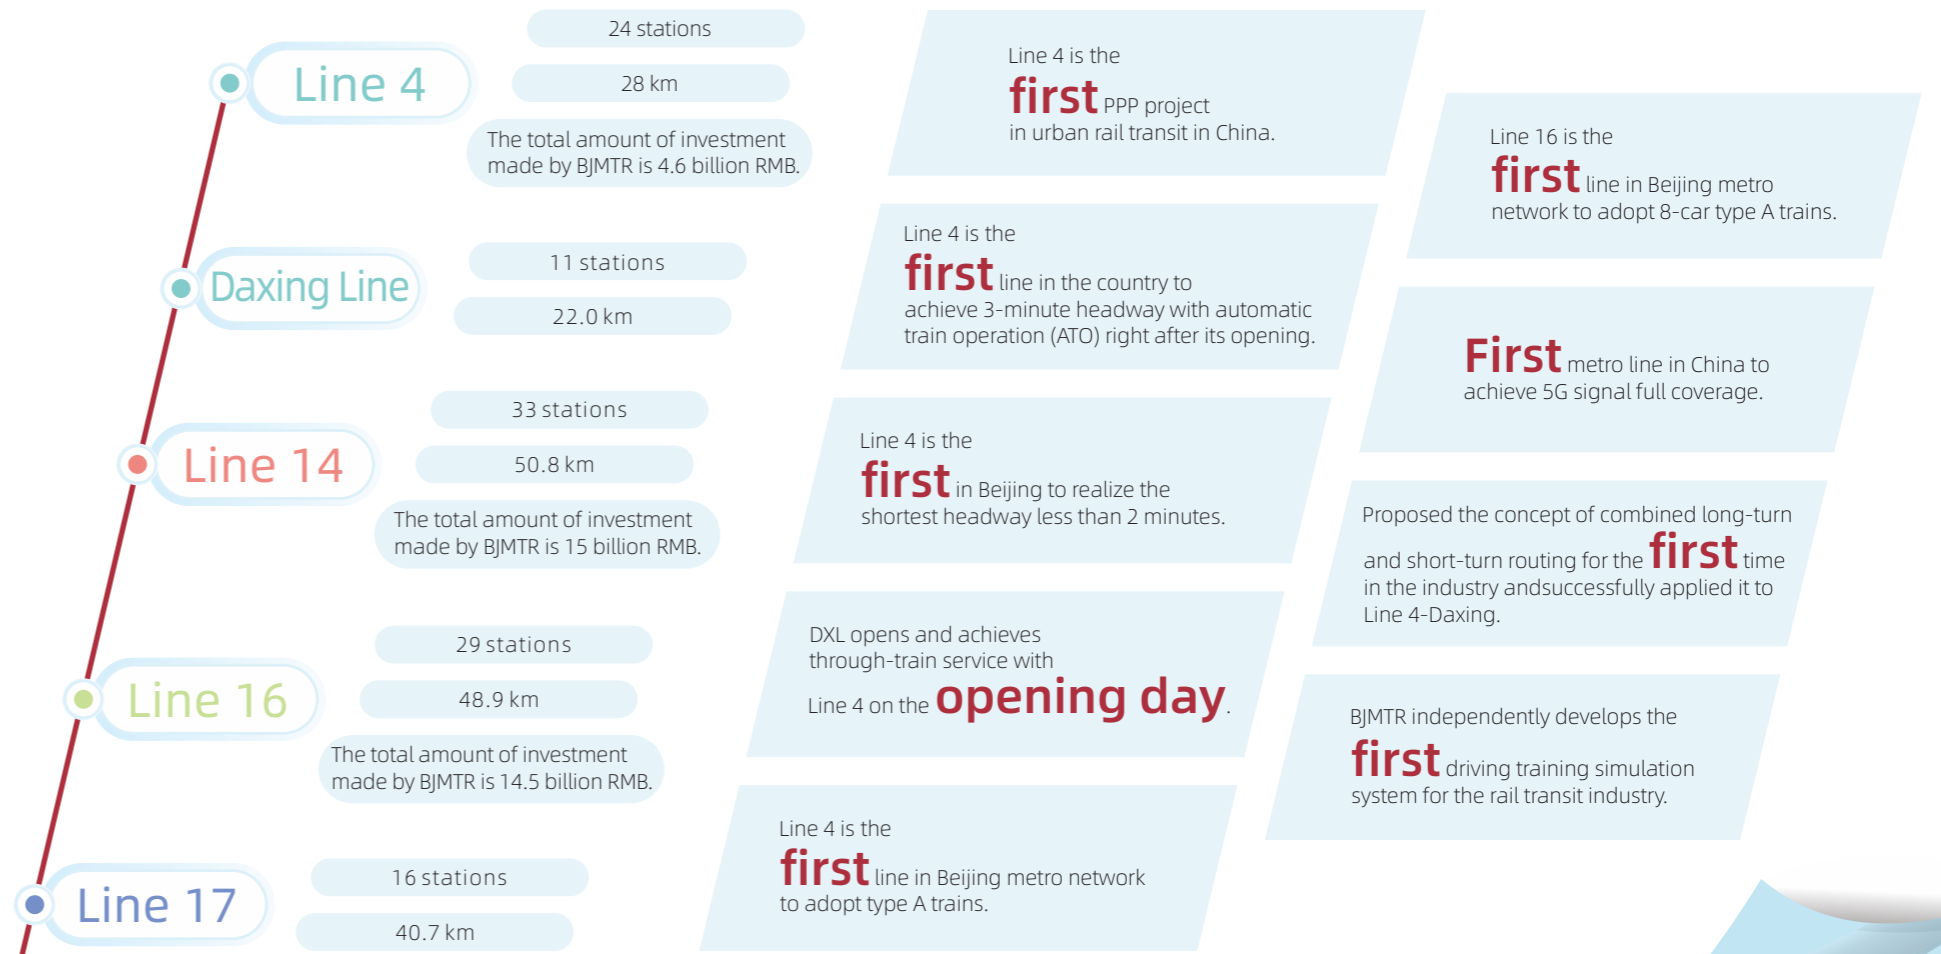 Line 4
24 stations
28 km
The total amount of investment
made by BJMTR is 4.6 billion RMB.
Daxing Line
11 stations
22.0 km
Line 14
33 stations
50.8 km
The total amount of investment
made by BJMTR is 15 billion RMB.
Line 16
29 stations
48.9 km
The total amount of investment
made by BJMTR is 14.5 billion RMB.
Line 17
16 stations
40.7 km
Line 4 is the
first PPP project
in urban rail transit in China.
Line 4 is the
first line in the country to
achieve 3-minute headway with automatic
train operation (ATO) right after its opening.
Line 4 is the
first in Beijing to realize the
shortest headway less than 2 minutes.
DXL opens and achieves
through-train service with
Line 4 on the opening day.
Line 4 is the
first line in Beijing metro network
to adopt type A trains.
Line 16 is the
first line in Beijing metro
network to adopt 8-car type A trains.
First metro line in China to
achieve 5G signal full coverage.
Proposed the concept of combined long-turn
and short-turn routing for the first time
in the industry andsuccessfully applied it to
Line 4-Daxing.
BJMTR independently develops the
first driving training simulation
system for the rail transit industry.